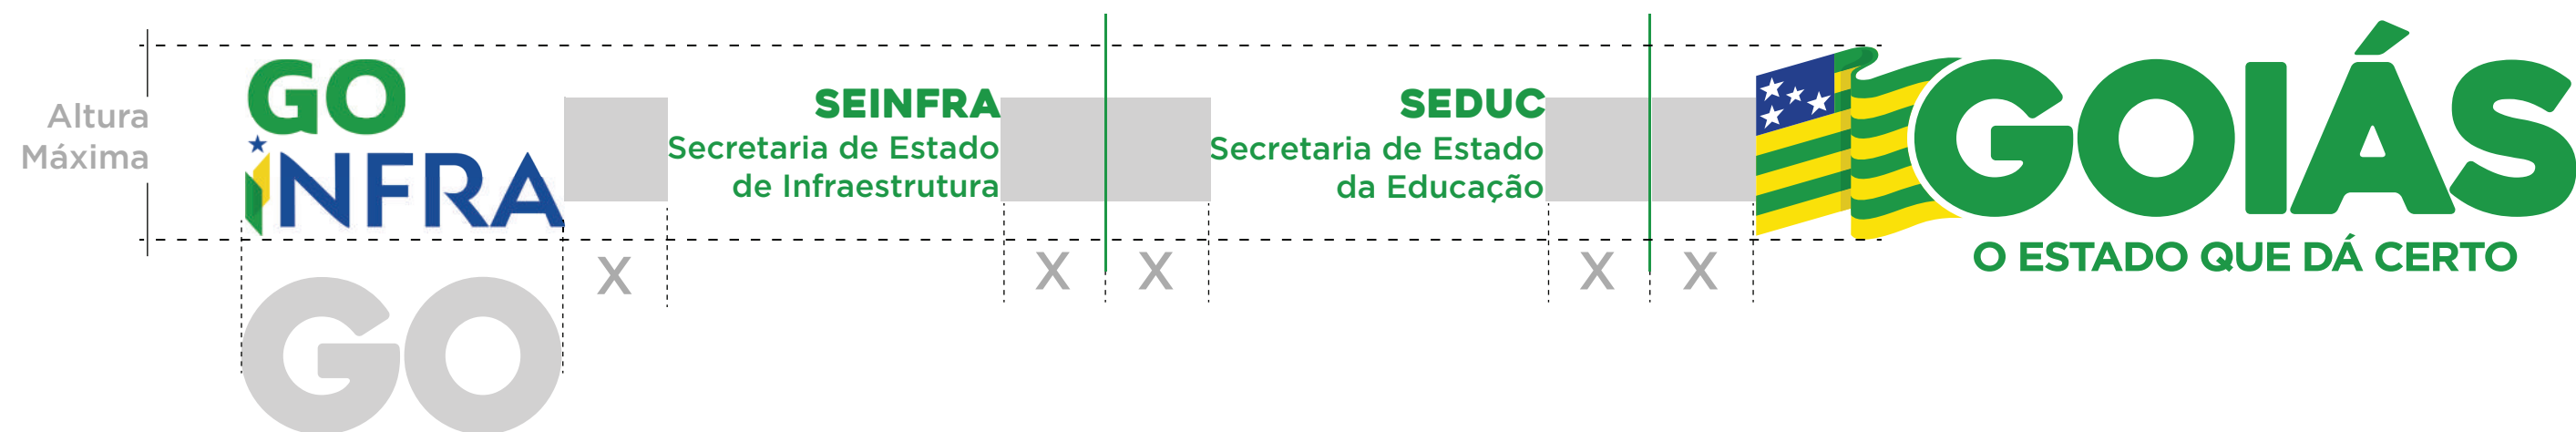 Altura
Máxima
GO
INFRA
X
SEINFRA
Secretaria de Estado
de Infraestrutura
X X
SEDUC
Secretaria de Estado
da Educação
X X
GOIÁS
O ESTADO QUE DÁ CERTO
GO